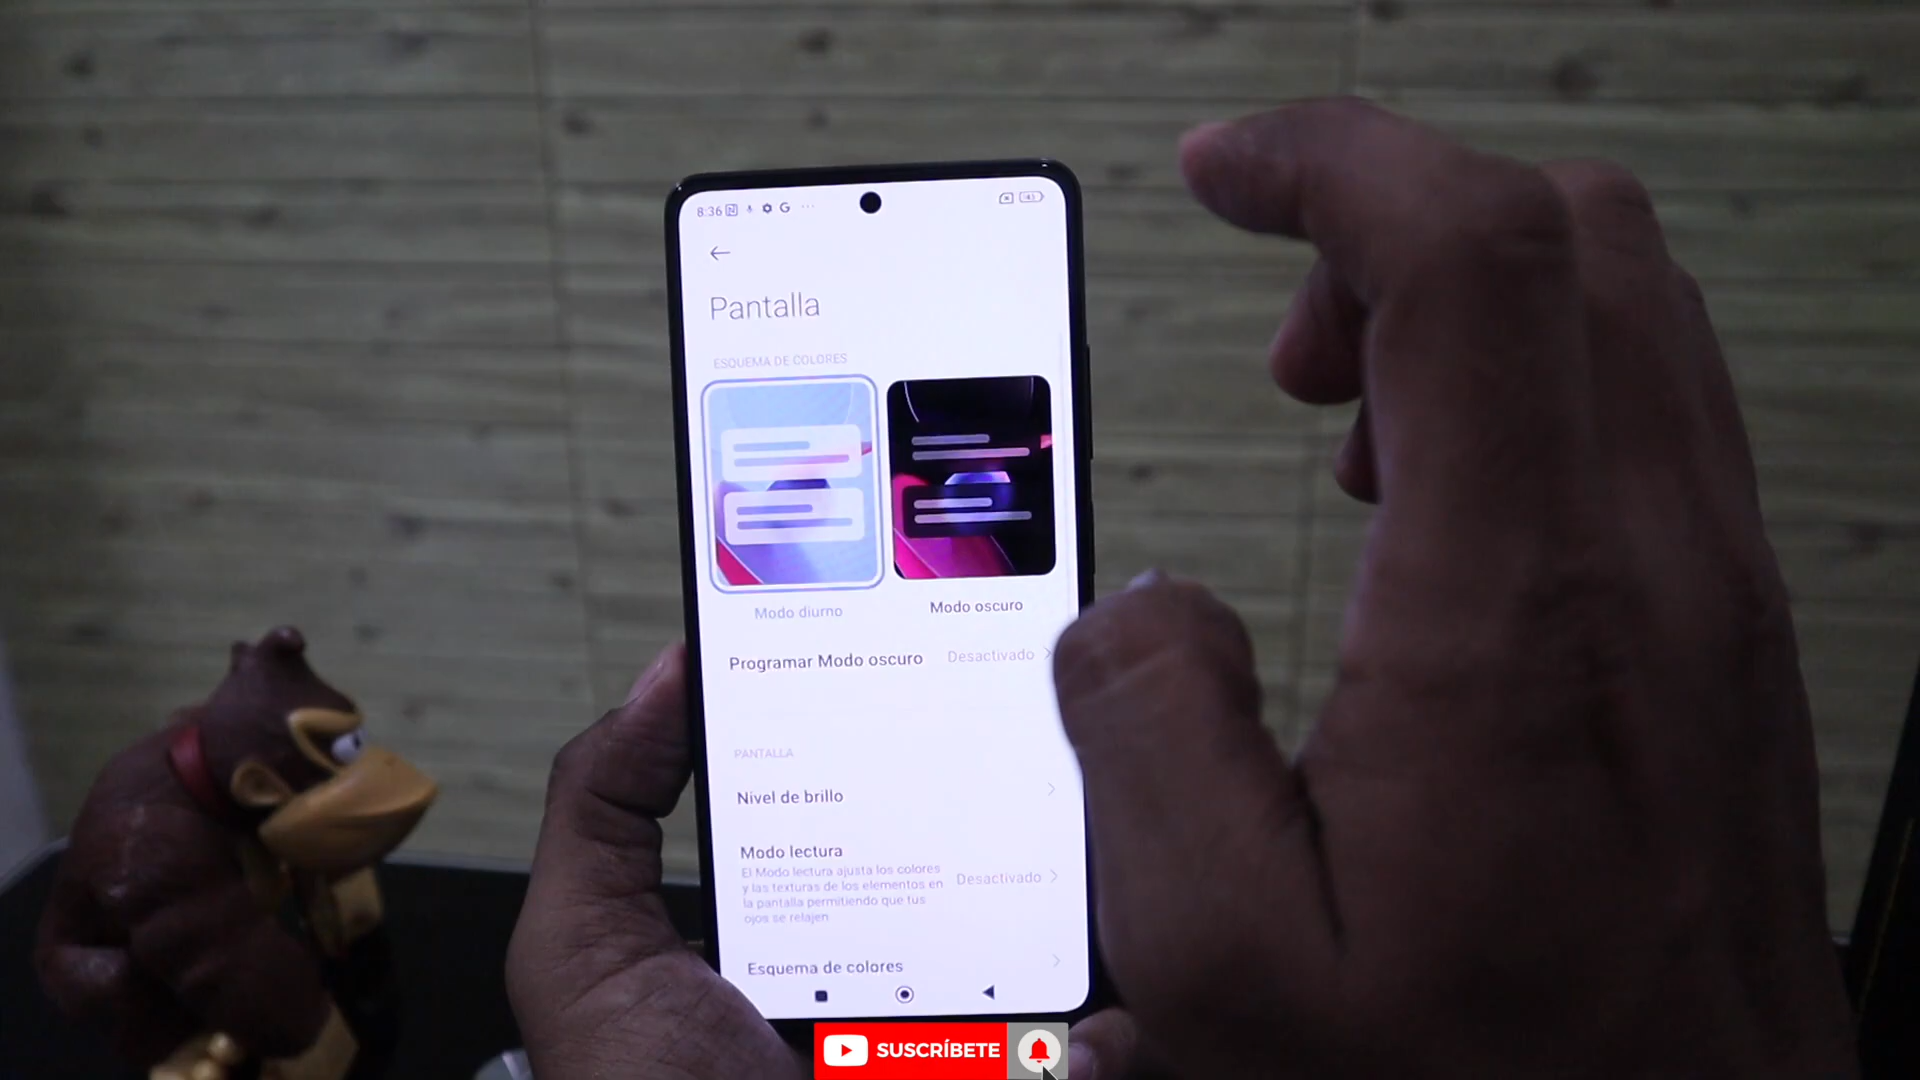 8:36
G
Pantalla
ESQUEMA DE COLORES
Modo diurno
Modo oscuro
Programar Modo oscuro
Desactivado
PANTALLA
Nivel de brillo
Modo lectura
El Modo lectura ajusta los colores
y las texturas de los elementos en
la pantalla permitiendo que tus
ojos se relajen
Desactivado
Esquema de colores
SUSCRÍBETE